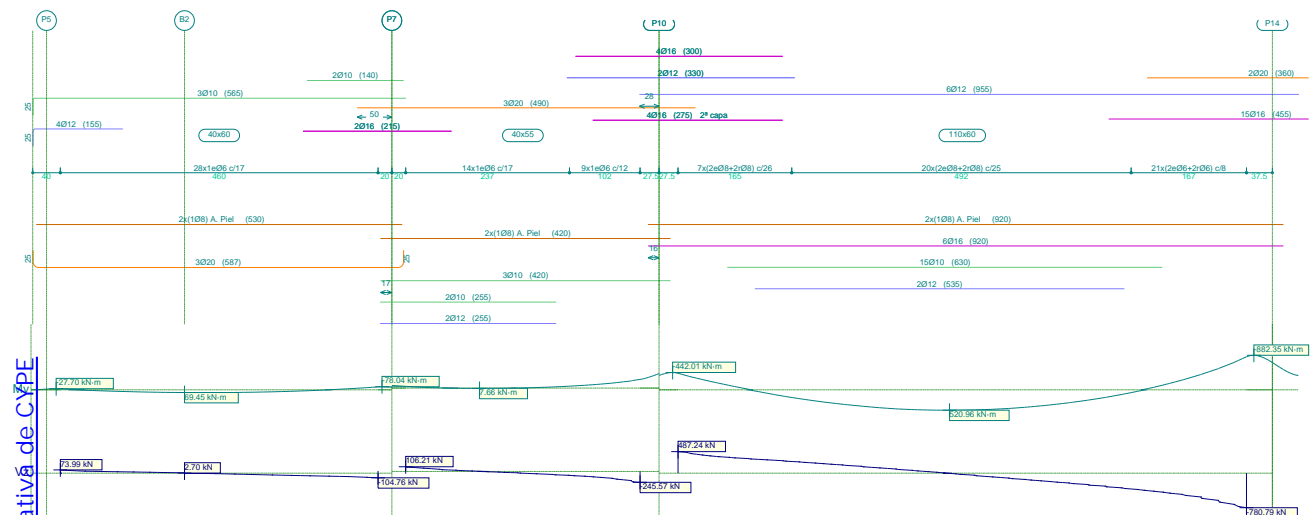 P5 B2 P7 P10 P14
4Ø16 (300)
2Ø10 (140) 2Ø12 (330) 2Ø20 (360)
3Ø10 (565) 28 6Ø12 (955)
25 3Ø20 (490)
50 4Ø16 (275) 2ª capa 15Ø16 (455)
4Ø12 (155) 2Ø16 (215)
25 40x60 40x55 110x60
28x1eØ6 c/17 14x1eØ6 c/17 9x1eØ6 c/12 7x(2eØ8+2rØ8) c/26 20x(2eØ8+2rØ8) c/25 21x(2eØ6+2rØ6) c/8
40 460 20 20 237 102 27.5 27.5 165 492 167 37.5
2x(1Ø8) A. Piel (530) 2x(1Ø8) A. Piel (920)
2x(1Ø8) A. Piel (420)
16 6Ø16 (920)
25 3Ø20 (587) 25 15Ø10 (630)
17 3Ø10 (420)
2Ø12 (535)
2Ø10 (255)
2Ø12 (255)
-882.35 kN·m
-442.01 kN·m
-27.70 kN·m -78.04 kN·m
69.45 kN·m 7.66 kN·m
520.96 kN·m
487.24 kN
73.99 kN 2.70 kN 106.21 kN
-104.76 kN -245.57 kN
-780.79 kN
ativa de CYPE